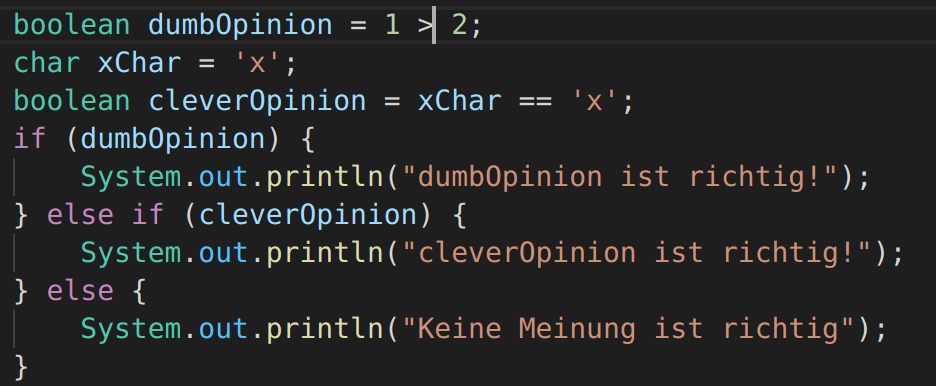 boolean dumbOpinion = 1 > 2;
char xChar = 'x';
boolean cleverOpinion = xChar == 'x';
if (dumbOpinion) {
    System.out.println("dumbOpinion ist richtig!");
} else if (cleverOpinion) {
    System.out.println("cleverOpinion ist richtig!");
} else {
    System.out.println("Keine Meinung ist richtig");
}